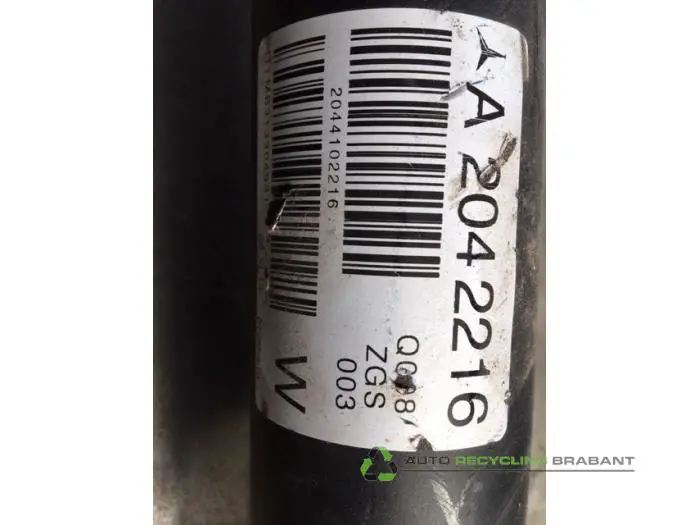 A 204 2216
2044102216
Q008
ZGS
003
W
AUTO RECYCLING BRABANT